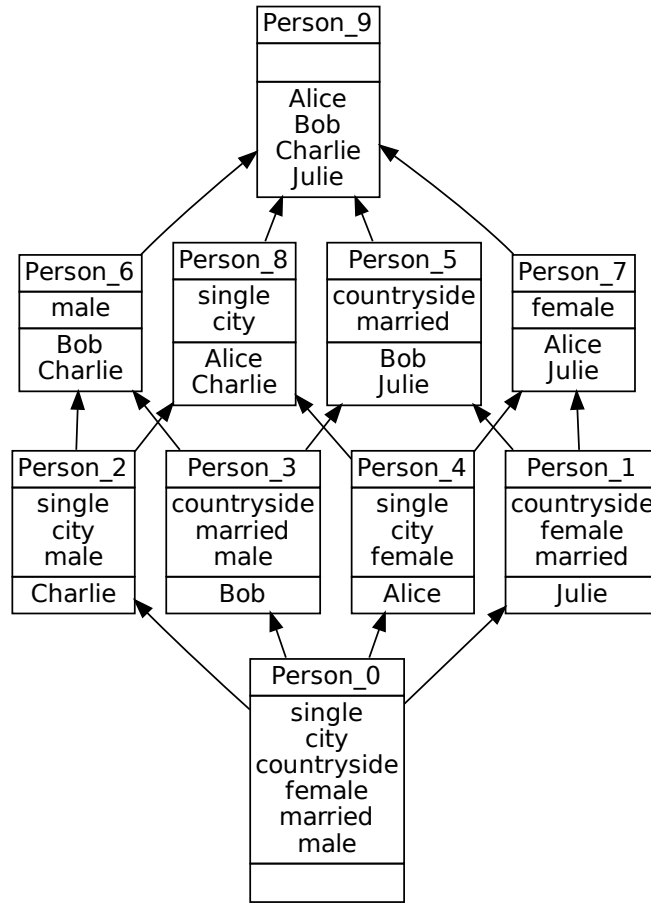 Person_9
Alice
Bob
Charlie
Julie
Person_6
male
Bob
Charlie
Person_8
single
city
Alice
Charlie
Person_5
countryside
married
Bob
Julie
Person_7
female
Alice
Julie
Person_2
single
city
male
Charlie
Person_3
countryside
married
male
Bob
Person_4
single
city
female
Alice
Person_1
countryside
female
married
Julie
Person_0
single
city
countryside
female
married
male